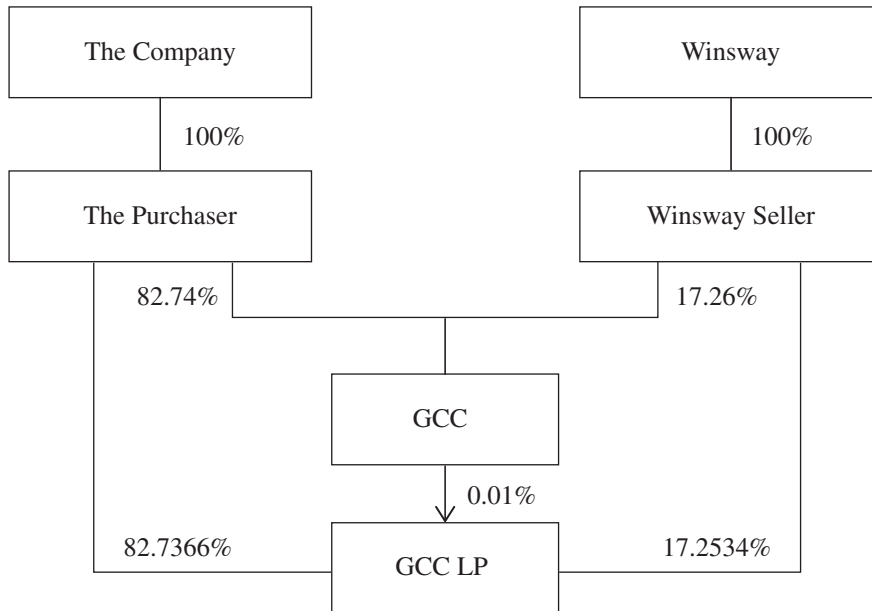 The Company
Winsway
100%
100%
The Purchaser
Winsway Seller
82.74%
17.26%
GCC
0.01%
82.7366%
17.2534%
GCC LP